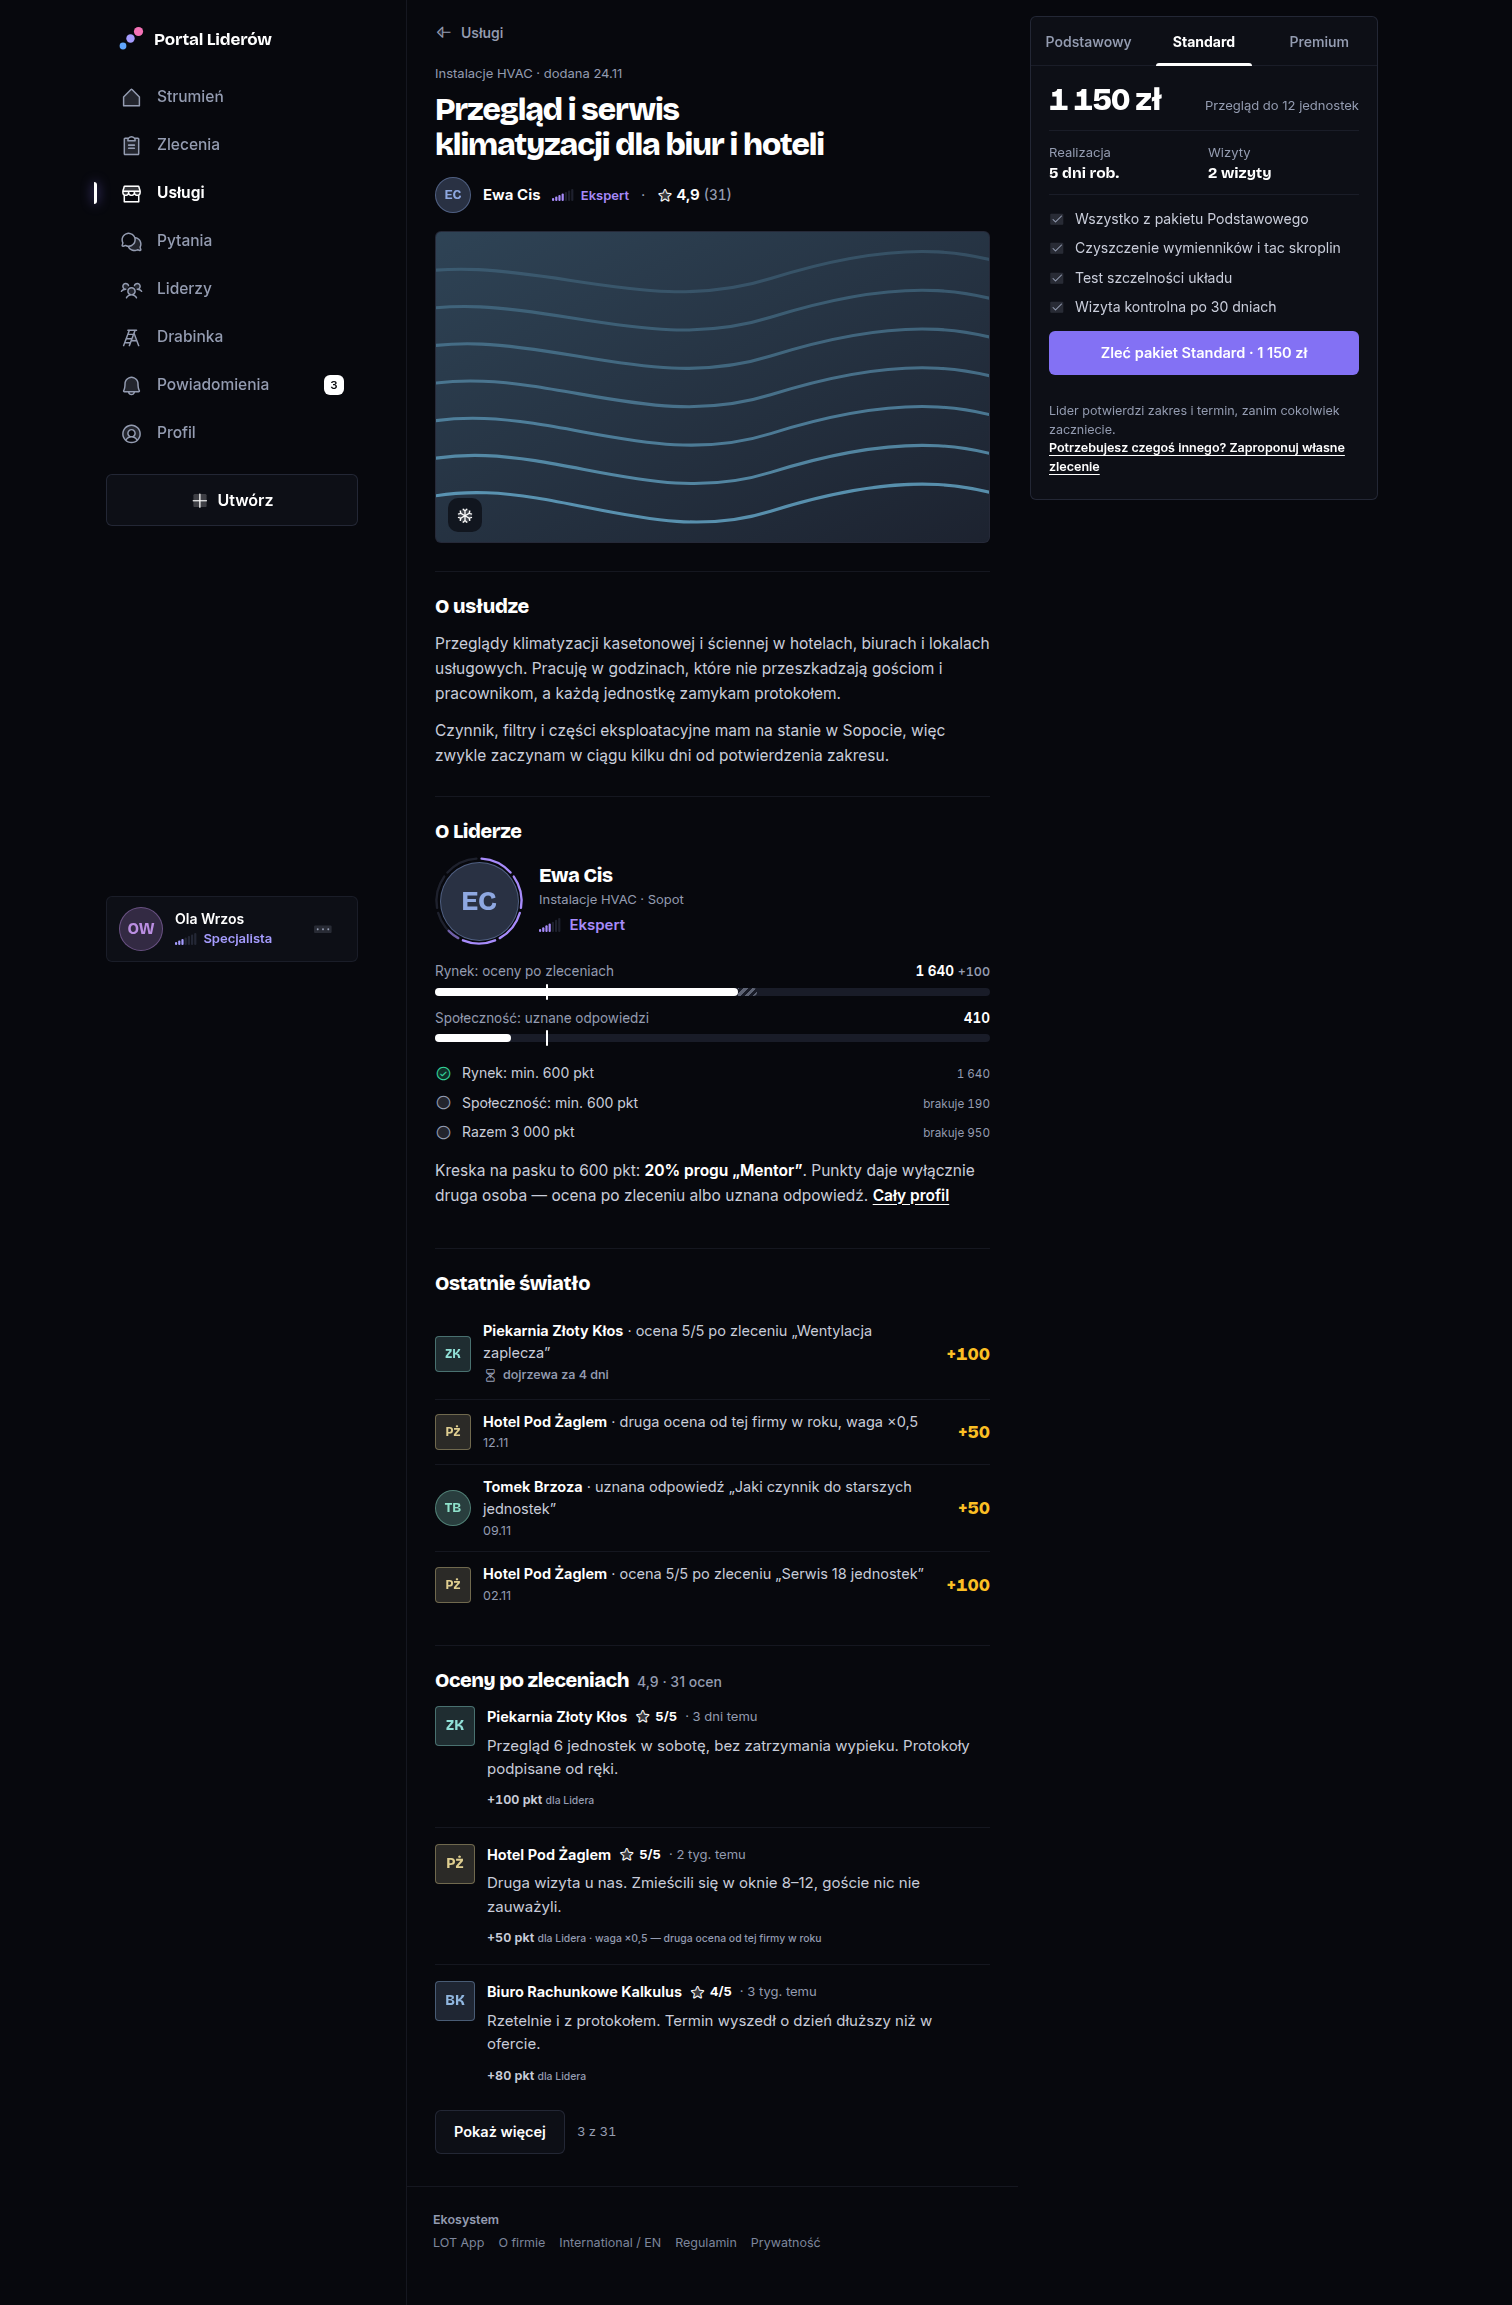 Portal Liderów
Strumień
Zlecenia
Usługi
Pytania
Liderzy
Drabinka
Powiadomienia
3
Profil
Utwórz
OW
Ola Wrzos
Specjalista
Usługi
Instalacje HVAC · dodana 24.11
Przegląd i serwis
klimatyzacji dla biur i hoteli
EC
Ewa Cis
Ekspert
·
4,9 (31)
O usłudze
Przeglądy klimatyzacji kasetonowej i ściennej w hotelach, biurach i lokalach
usługowych. Pracuję w godzinach, które nie przeszkadzają gościom i
pracownikom, a każdą jednostkę zamykam protokołem.
Czynnik, filtry i części eksploatacyjne mam na stanie w Sopocie, więc
zwykle zaczynam w ciągu kilku dni od potwierdzenia zakresu.
O Liderze
EC
Ewa Cis
Instalacje HVAC · Sopot
Ekspert
Rynek: oceny po zleceniach
1 640 +100
Społeczność: uznane odpowiedzi
410
Rynek: min. 600 pkt
1 640
Społeczność: min. 600 pkt
brakuje 190
Razem 3 000 pkt
brakuje 950
Kreska na pasku to 600 pkt: 20% progu „Mentor”. Punkty daje wyłącznie
druga osoba — ocena po zleceniu albo uznana odpowiedź. Cały profil
Ostatnie światło
ZK
Piekarnia Złoty Kłos · ocena 5/5 po zleceniu „Wentylacja
zaplecza”
dojrzewa za 4 dni
+100
PŻ
Hotel Pod Żaglem · druga ocena od tej firmy w roku, waga ×0,5
12.11
+50
TB
Tomek Brzoza · uznana odpowiedź „Jaki czynnik do starszych
jednostek”
09.11
+50
PŻ
Hotel Pod Żaglem · ocena 5/5 po zleceniu „Serwis 18 jednostek”
02.11
+100
Oceny po zleceniach 4,9 · 31 ocen
ZK
Piekarnia Złoty Kłos 5/5 · 3 dni temu
Przegląd 6 jednostek w sobotę, bez zatrzymania wypieku. Protokoły
podpisane od ręki.
+100 pkt dla Lidera
PŻ
Hotel Pod Żaglem 5/5 · 2 tyg. temu
Druga wizyta u nas. Zmieścili się w oknie 8–12, goście nic nie
zauważyli.
+50 pkt dla Lidera · waga ×0,5 — druga ocena od tej firmy w roku
BK
Biuro Rachunkowe Kalkulus 4/5 · 3 tyg. temu
Rzetelnie i z protokołem. Termin wyszedł o dzień dłuższy niż w
ofercie.
+80 pkt dla Lidera
Pokaż więcej
3 z 31
Ekosystem
LOT App O firmie International / EN Regulamin Prywatność
Podstawowy
Standard
Premium
1 150 zł
Przegląd do 12 jednostek
Realizacja
5 dni rob.
Wizyty
2 wizyty
Wszystko z pakietu Podstawowego
Czyszczenie wymienników i tac skroplin
Test szczelności układu
Wizyta kontrolna po 30 dniach
Zleć pakiet Standard · 1 150 zł
Lider potwierdzi zakres i termin, zanim cokolwiek
zaczniecie.
Potrzebujesz czegoś innego? Zaproponuj własne
zlecenie